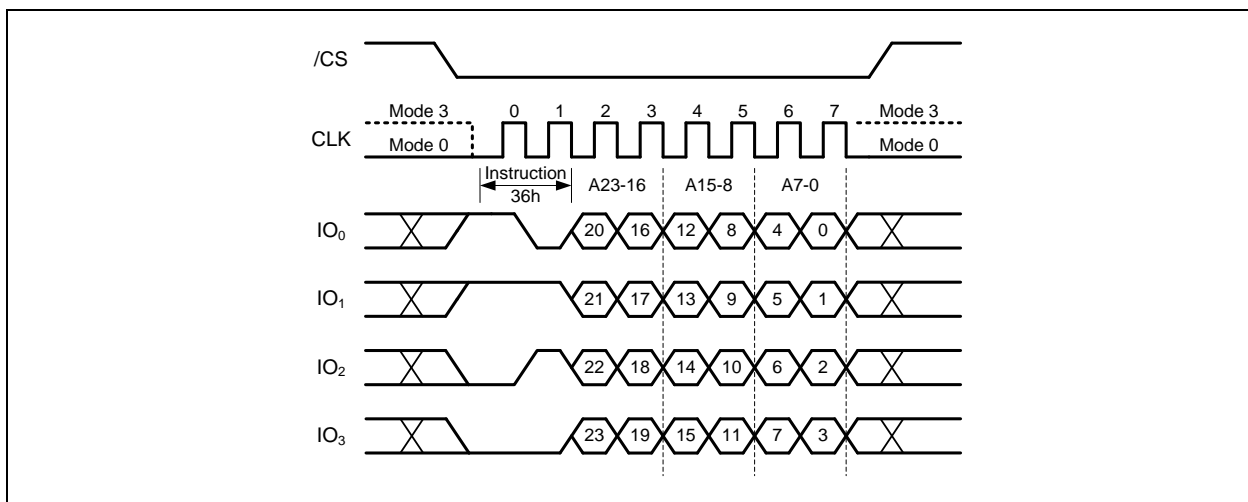 /CS
Mode 3 0 1 2 3 4 5 6 7 Mode 3
CLK
Mode 0 Mode 0
Instruction
36h
A23-16 A15-8 A7-0
IO₀ 20 16 12 8 4 0
IO₁ 21 17 13 9 5 1
IO₂ 22 18 14 10 6 2
IO₃ 23 19 15 11 7 3